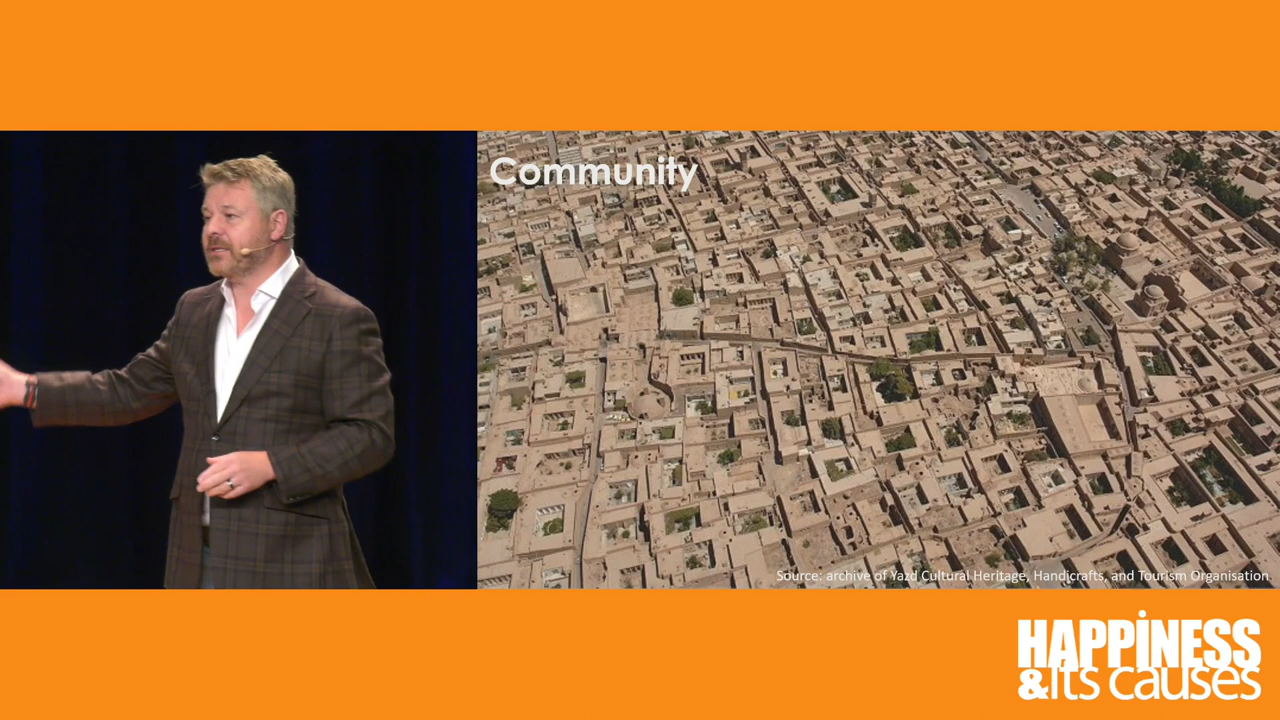 Community
Source: archive of Yazd Cultural Heritage, Handicrafts, and Tourism Organisation
HAPPiNESS
&its causes